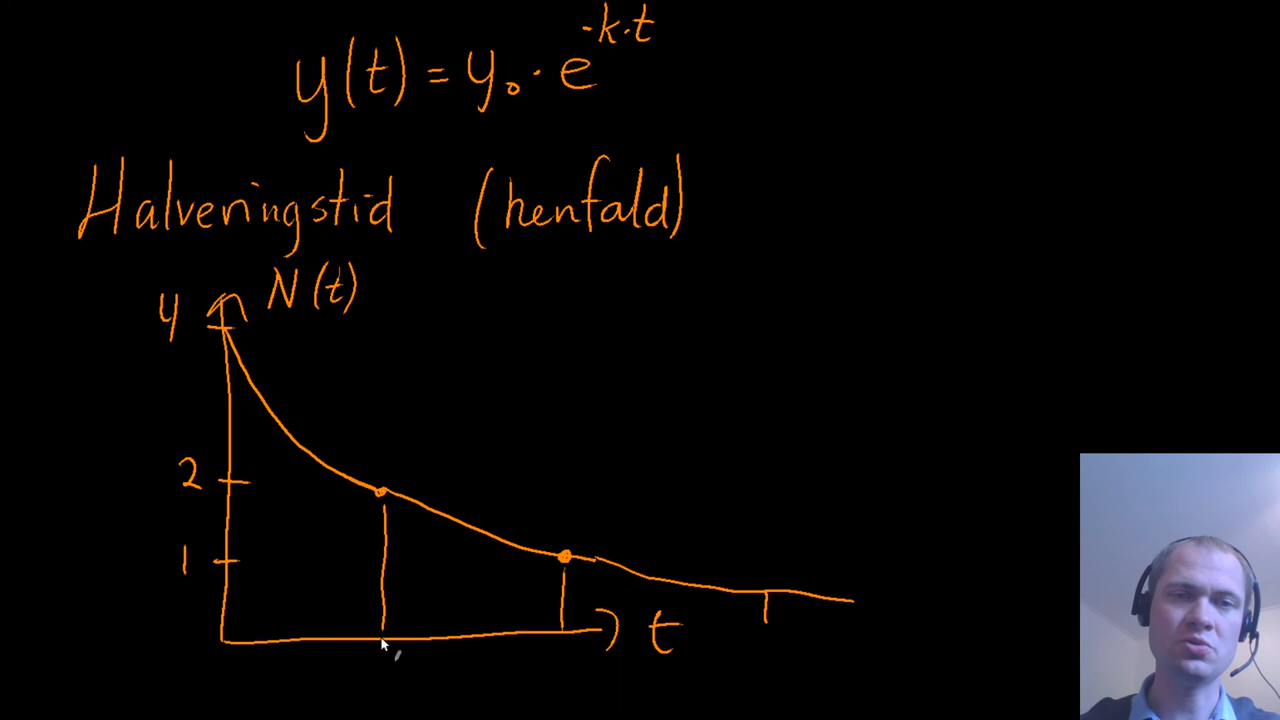 y(t) = y₀ · e^{-k·t}
Halveringstid (henfald)
N(t)
4
2
1
t